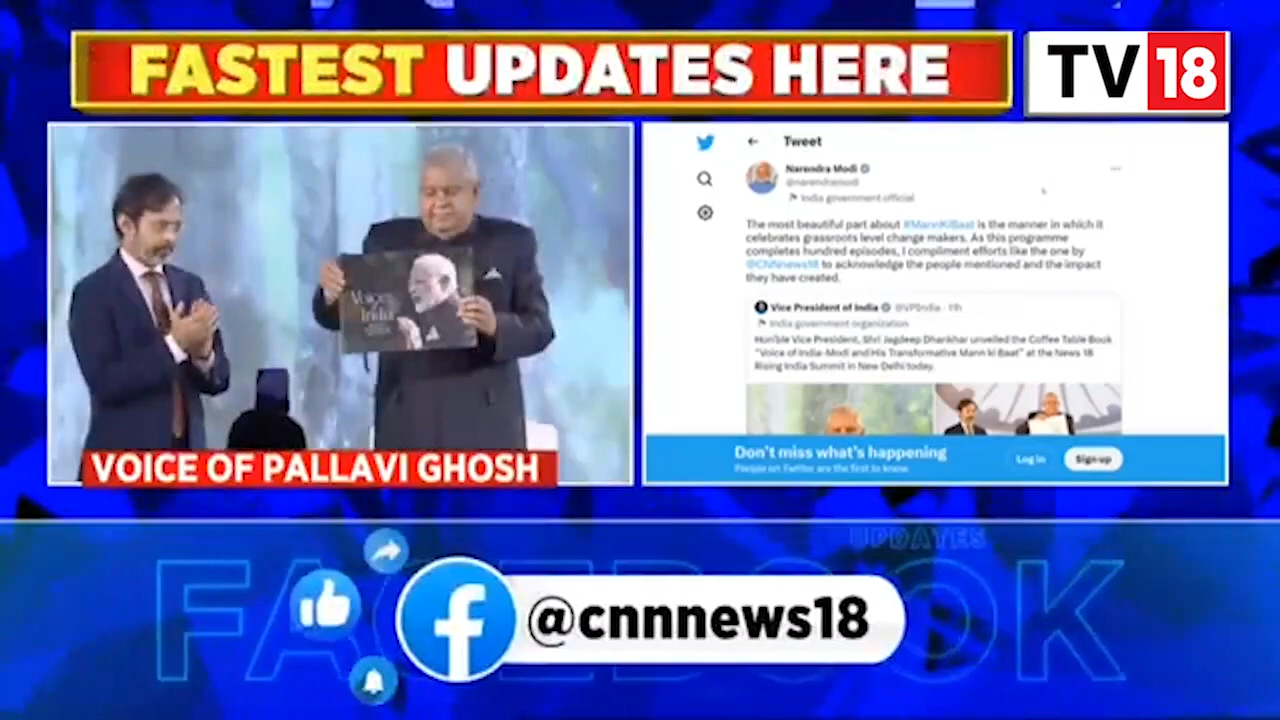 FASTEST UPDATES HERE
TV18
Voice
India
VOICE OF PALLAVI GHOSH
Tweet
Narendra Modi
@narendramodi
India government official
The most beautiful part about #MannKiBaat is the manner in which it
celebrates grassroots level change makers. As this programme
completes hundred episodes, I compliment efforts like the one by
@CNNnews18 to acknowledge the people mentioned and the impact
they have created.
Vice President of India @VPIndia · 11h
India government organization
Hon'ble Vice President, Shri Jagdeep Dhankhar unveiled the Coffee Table Book
"Voice of India-Modi and His Transformative Mann ki Baat" at the News 18
Rising India Summit in New Delhi today.
Don't miss what's happening
People on Twitter are the first to know.
Log in
Sign up
UPDATES
FACEBOOK
@cnnnews18